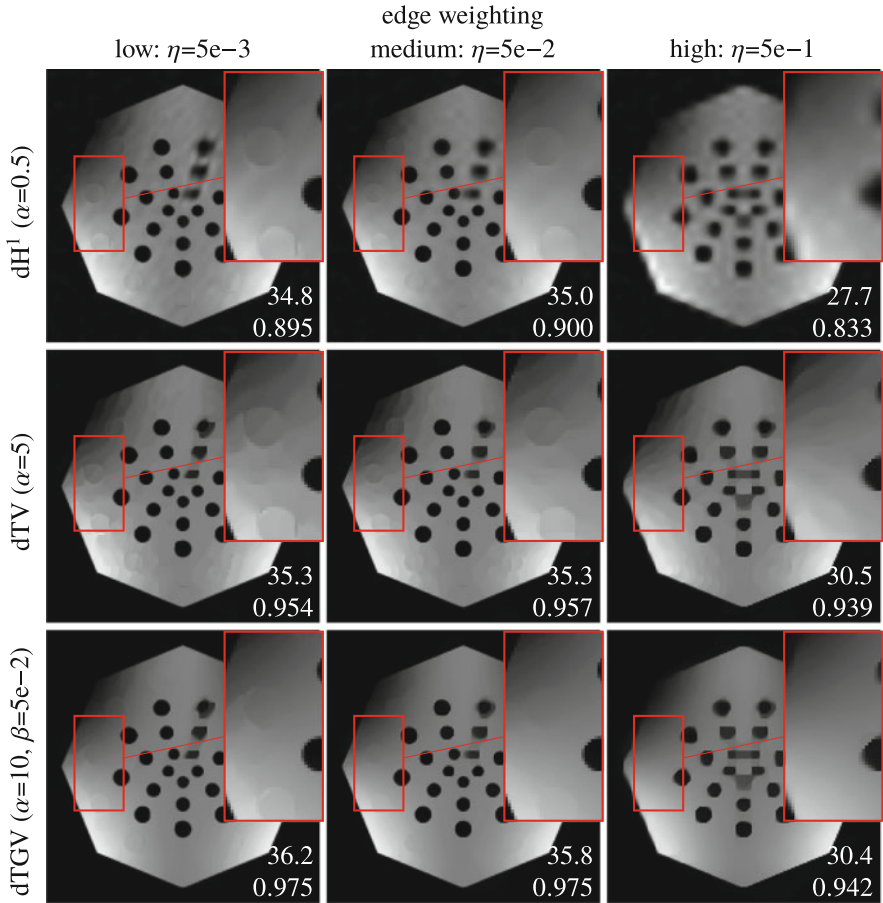 edge weighting
low: η=5e−3
medium: η=5e−2
high: η=5e−1
dH¹ (α=0.5)
34.8
0.895
35.0
0.900
27.7
0.833
dTV (α=5)
35.3
0.954
35.3
0.957
30.5
0.939
dTGV (α=10, β=5e-2)
36.2
0.975
35.8
0.975
30.4
0.942